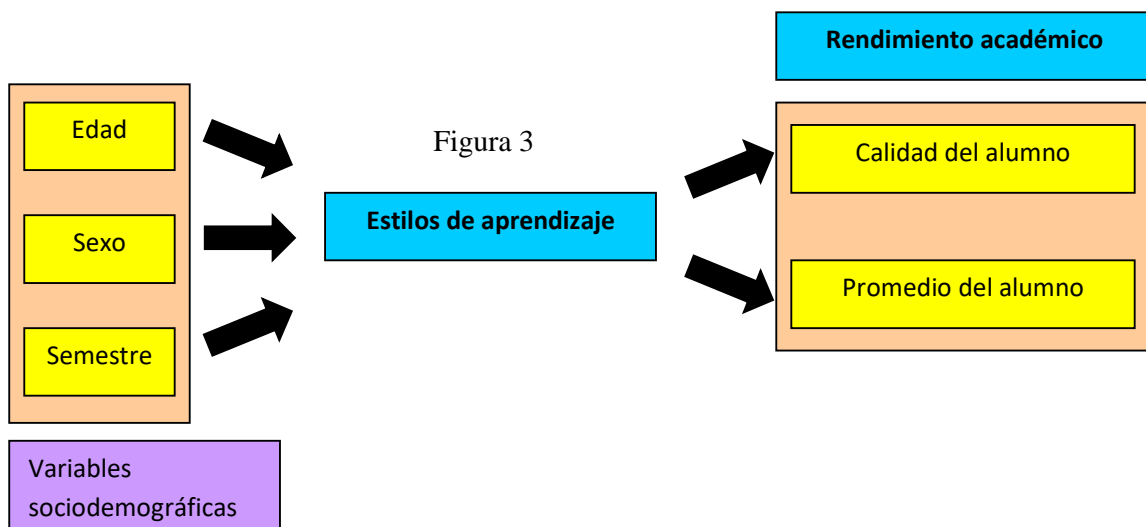 Rendimiento académico
Edad
Figura 3
Calidad del alumno
Estilos de aprendizaje
Sexo
Promedio del alumno
Semestre
Variables
sociodemográficas